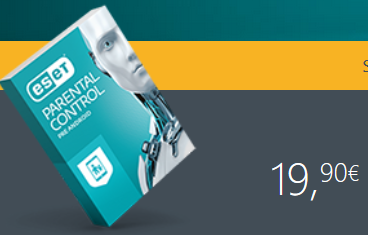 eset
PARENTAL
CONTROL
PRE ANDROID
19,90€